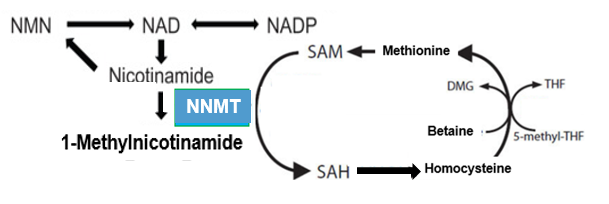 NMN NAD NADP
SAM Methionine
Nicotinamide
DMG THF
NNMT
Betaine 5-methyl-THF
1-Methylnicotinamide
SAH Homocysteine